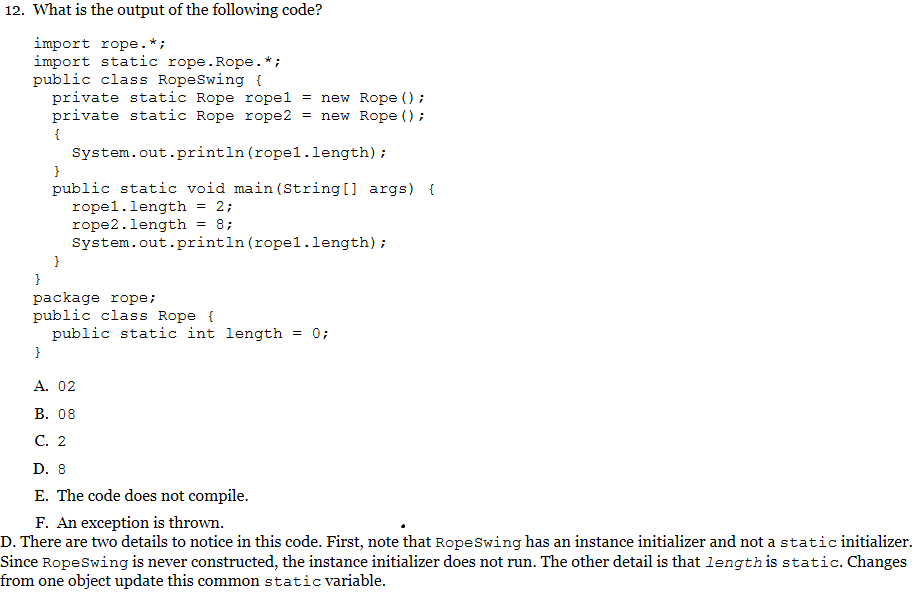 12. What is the output of the following code?
import rope.*;
import static rope.Rope.*;
public class RopeSwing {
private static Rope rope1 = new Rope();
private static Rope rope2 = new Rope();
{
System.out.println(rope1.length);
}
public static void main(String[] args) {
rope1.length = 2;
rope2.length = 8;
System.out.println(rope1.length);
}
}
package rope;
public class Rope {
public static int length = 0;
}
A. 02
B. 08
C. 2
D. 8
E. The code does not compile.
F. An exception is thrown.
D. There are two details to notice in this code. First, note that RopeSwing has an instance initializer and not a static initializer.
Since RopeSwing is never constructed, the instance initializer does not run. The other detail is that length is static. Changes
from one object update this common static variable.